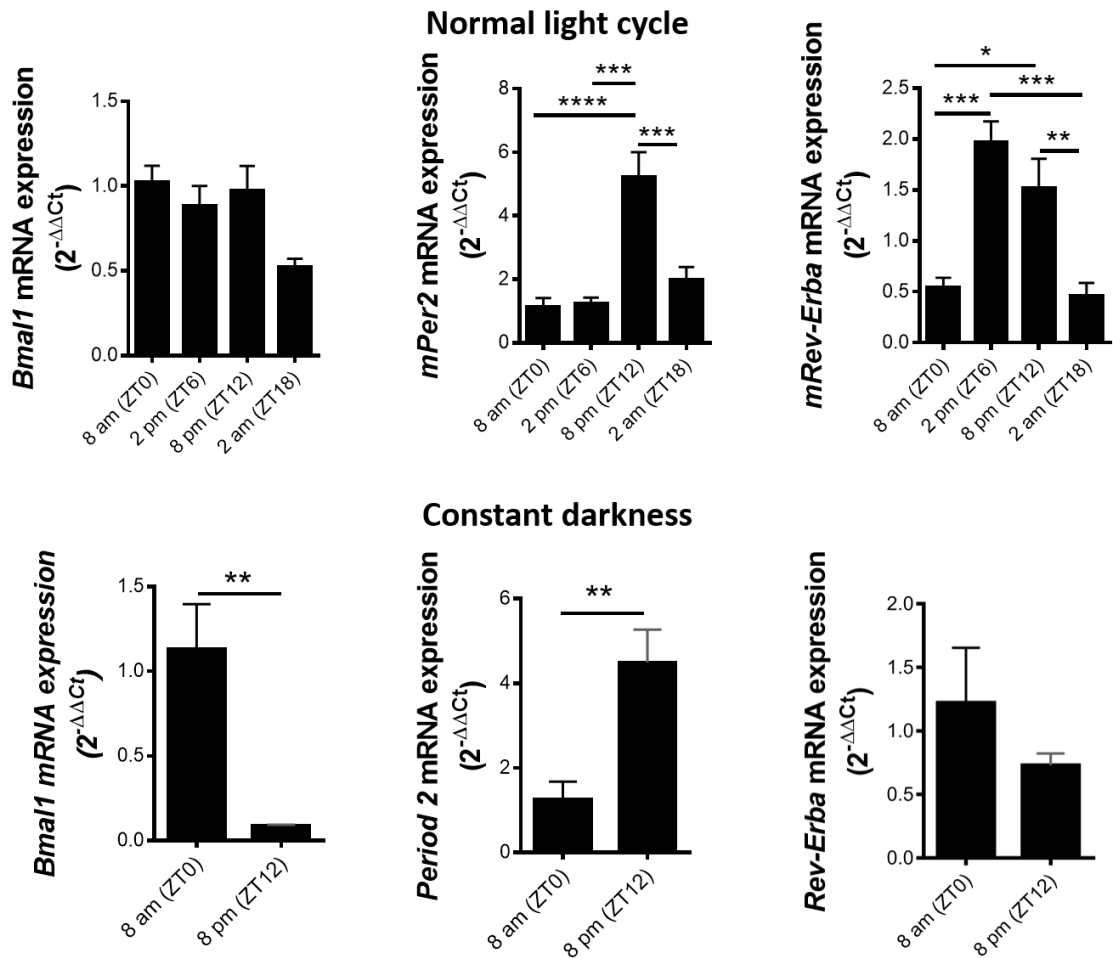 Normal light cycle
Bmal1 mRNA expression
(2^-ΔΔCt)
1.5
1.0
0.5
0.0
8 am (ZT0)
2 pm (ZT6)
8 pm (ZT12)
2 am (ZT18)
mPer2 mRNA expression
(2^-ΔΔCt)
8
6
4
2
0
***
****
***
8 am (ZT0)
2 pm (ZT6)
8 pm (ZT12)
2 am (ZT18)
mRev-Erba mRNA expression
(2^-ΔΔCt)
2.5
2.0
1.5
1.0
0.5
0.0
*
***
***
**
8 am (ZT0)
2 pm (ZT6)
8 pm (ZT12)
2 am (ZT18)
Constant darkness
Bmal1 mRNA expression
(2^-ΔΔCt)
1.5
1.0
0.5
0.0
**
8 am (ZT0)
8 pm (ZT12)
Period 2 mRNA expression
(2^-ΔΔCt)
6
4
2
0
**
8 am (ZT0)
8 pm (ZT12)
Rev-Erba mRNA expression
(2^-ΔΔCt)
2.0
1.5
1.0
0.5
0.0
8 am (ZT0)
8 pm (ZT12)